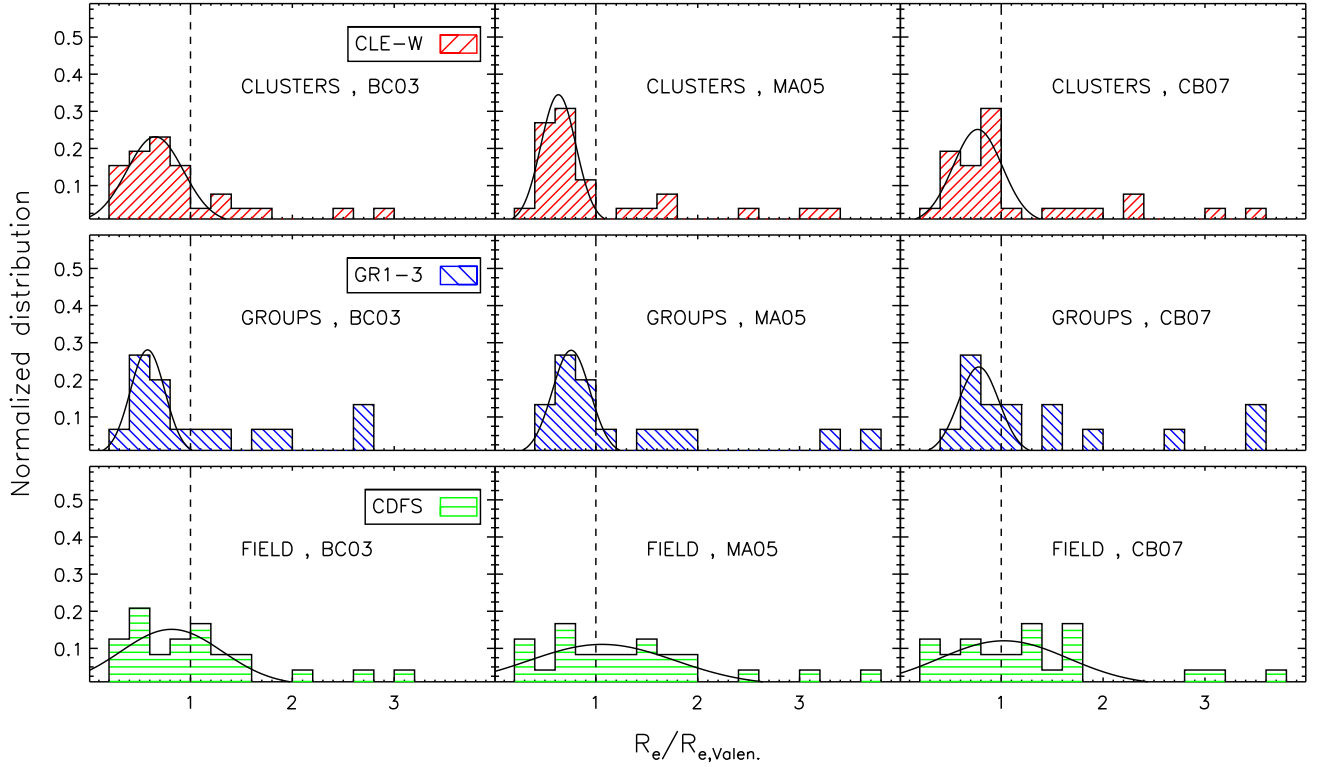 0.5
0.4
0.3
0.2
0.1
CLE-W
CLUSTERS , BC03
CLUSTERS , MA05
CLUSTERS , CB07
0.5
0.4
0.3
0.2
0.1
GR1-3
GROUPS , BC03
GROUPS , MA05
GROUPS , CB07
0.5
0.4
0.3
0.2
0.1
CDFS
FIELD , BC03
FIELD , MA05
FIELD , CB07
1 2 3 1 2 3 1 2 3
Normalized distribution
R_e/R_e,Valen.